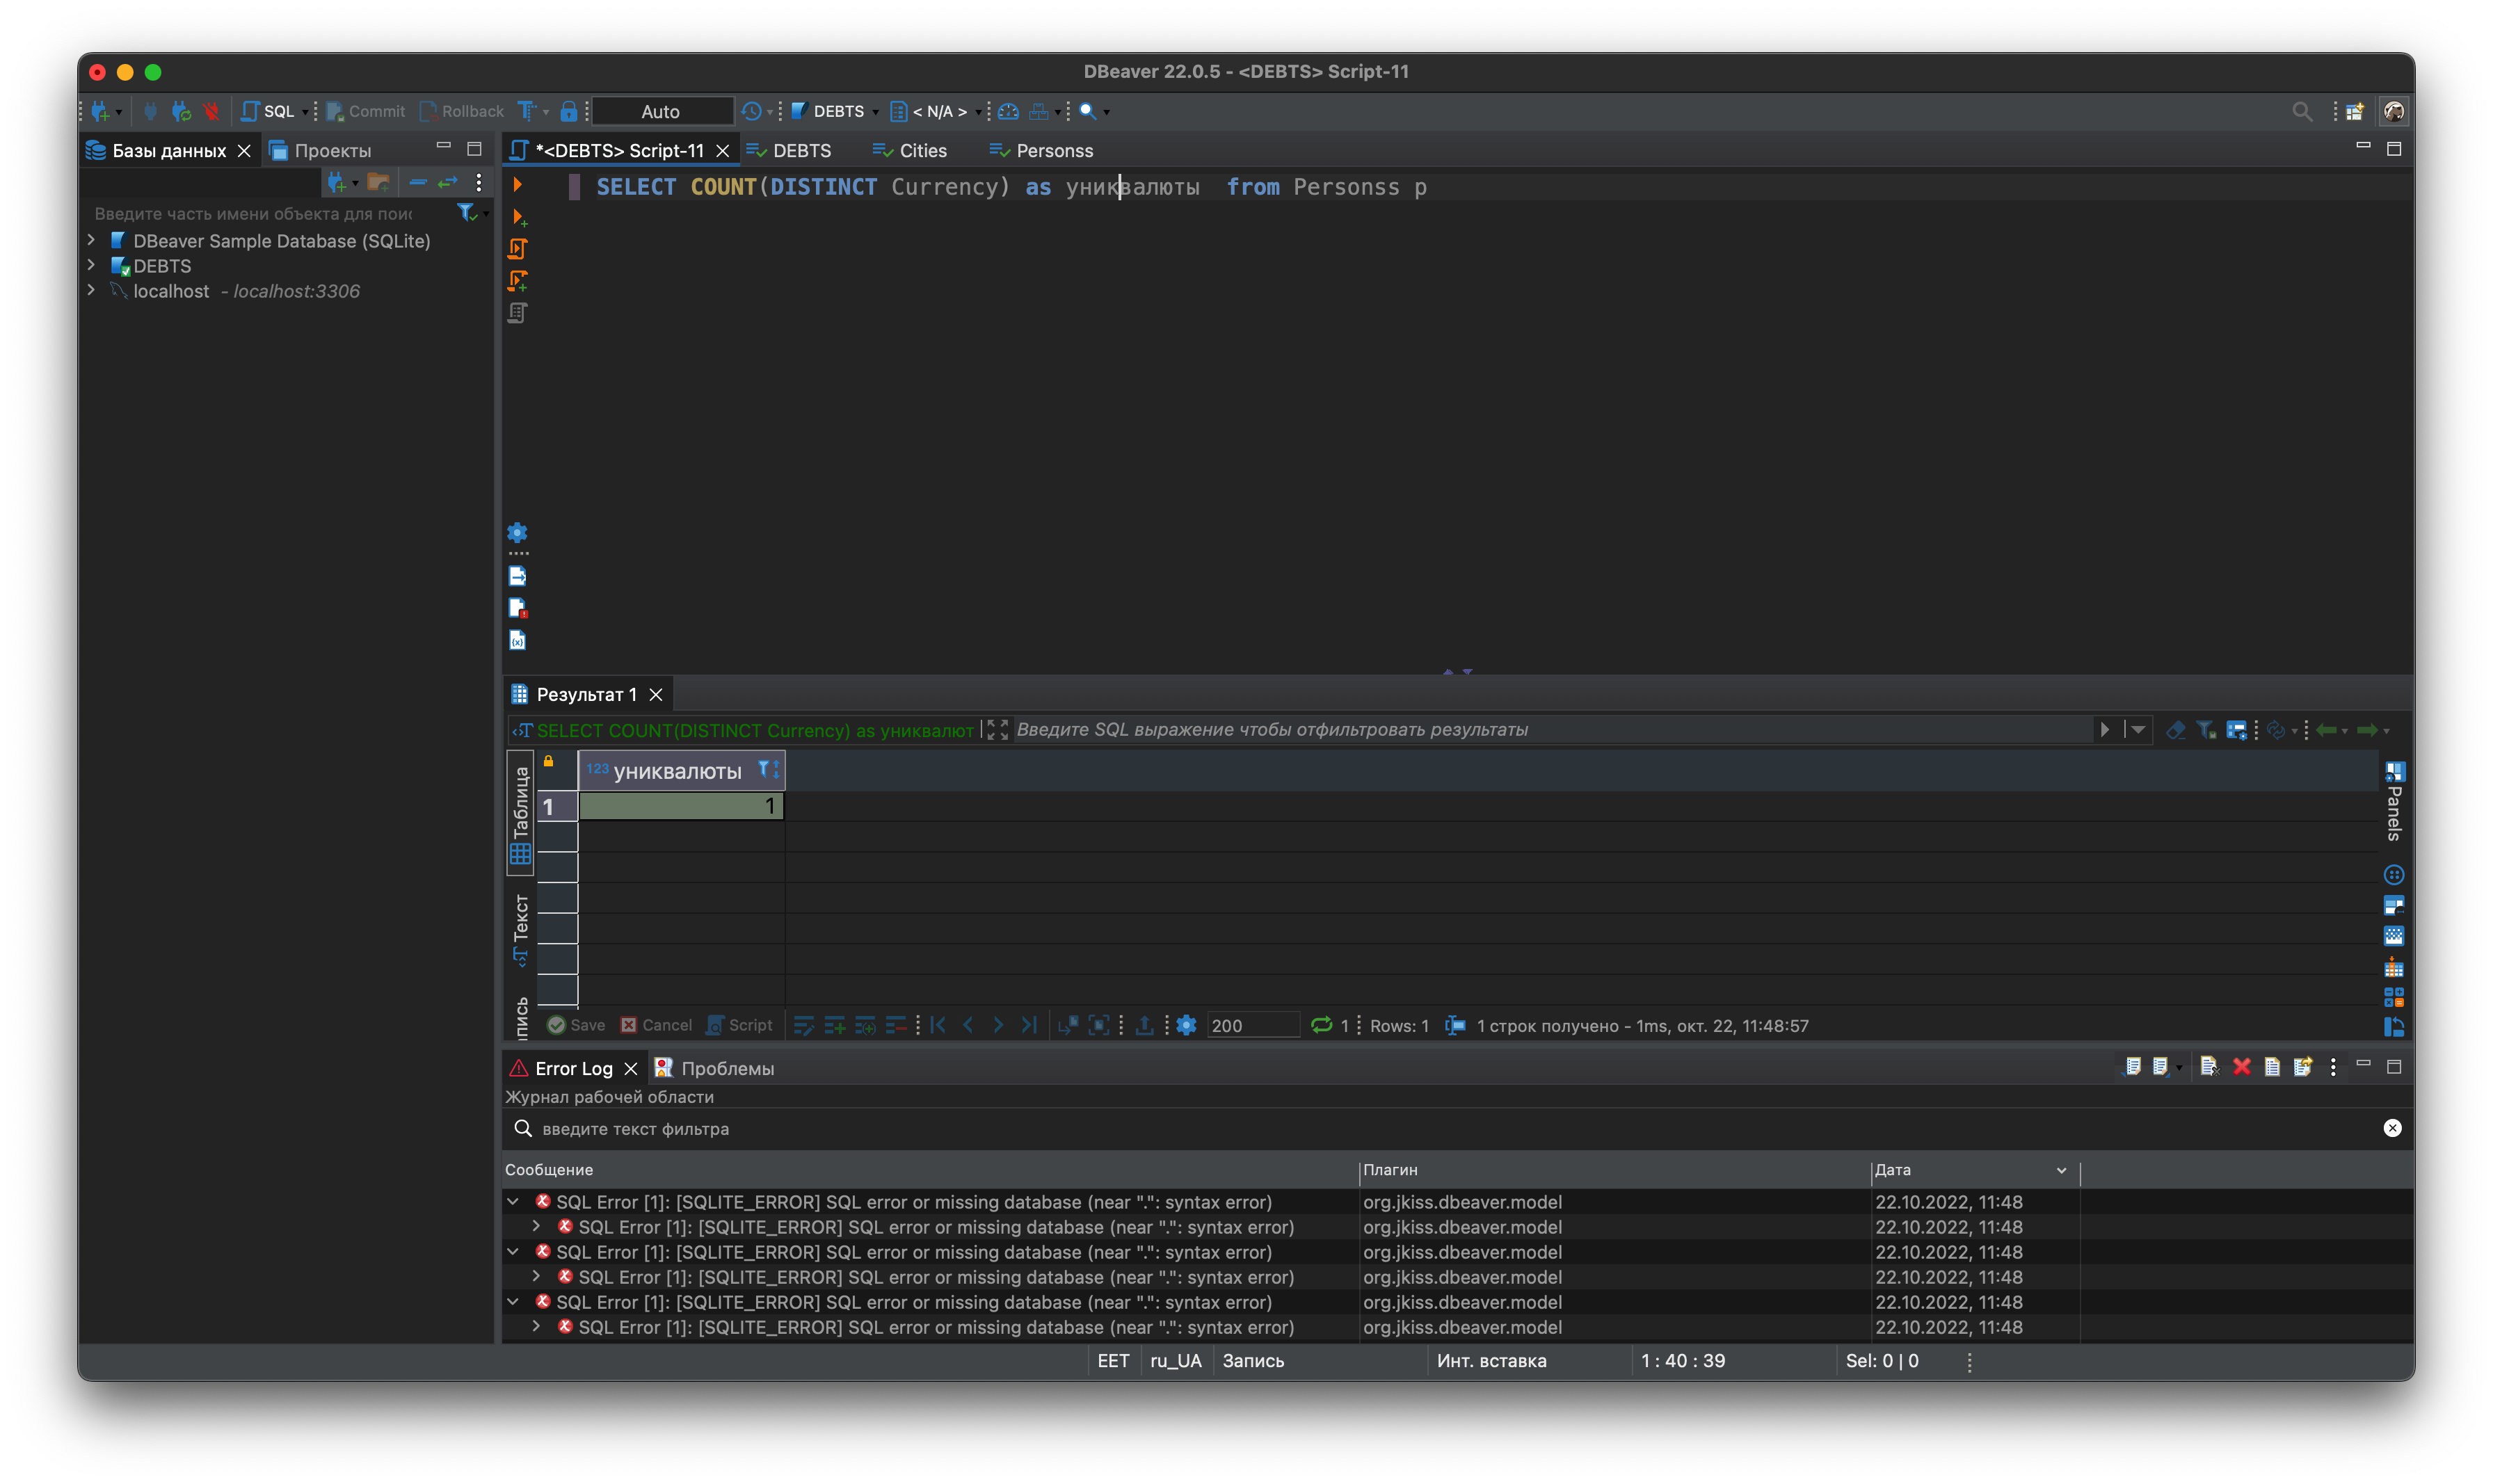 DBeaver 22.0.5 - <DEBTS> Script-11
SQL Commit Rollback Auto DEBTS < N/A >
Базы данных Проекты
*<DEBTS> Script-11 DEBTS Cities Personss
SELECT COUNT(DISTINCT Currency) as униквалюты from Personss p
Введите часть имени объекта для поис
DBeaver Sample Database (SQLite)
DEBTS
localhost - localhost:3306
Результат 1
SELECT COUNT(DISTINCT Currency) as униквалют Введите SQL выражение чтобы отфильтровать результаты
Таблица
Текст
пись
123 униквалюты
1 1
Panels
Save Cancel Script 200 1 Rows: 1 1 строк получено - 1ms, окт. 22, 11:48:57
Error Log Проблемы
Журнал рабочей области
введите текст фильтра
Сообщение Плагин Дата
SQL Error [1]: [SQLITE_ERROR] SQL error or missing database (near ".": syntax error) org.jkiss.dbeaver.model 22.10.2022, 11:48
SQL Error [1]: [SQLITE_ERROR] SQL error or missing database (near ".": syntax error) org.jkiss.dbeaver.model 22.10.2022, 11:48
SQL Error [1]: [SQLITE_ERROR] SQL error or missing database (near ".": syntax error) org.jkiss.dbeaver.model 22.10.2022, 11:48
SQL Error [1]: [SQLITE_ERROR] SQL error or missing database (near ".": syntax error) org.jkiss.dbeaver.model 22.10.2022, 11:48
SQL Error [1]: [SQLITE_ERROR] SQL error or missing database (near ".": syntax error) org.jkiss.dbeaver.model 22.10.2022, 11:48
SQL Error [1]: [SQLITE_ERROR] SQL error or missing database (near ".": syntax error) org.jkiss.dbeaver.model 22.10.2022, 11:48
EET ru_UA Запись Инт. вставка 1 : 40 : 39 Sel: 0 | 0